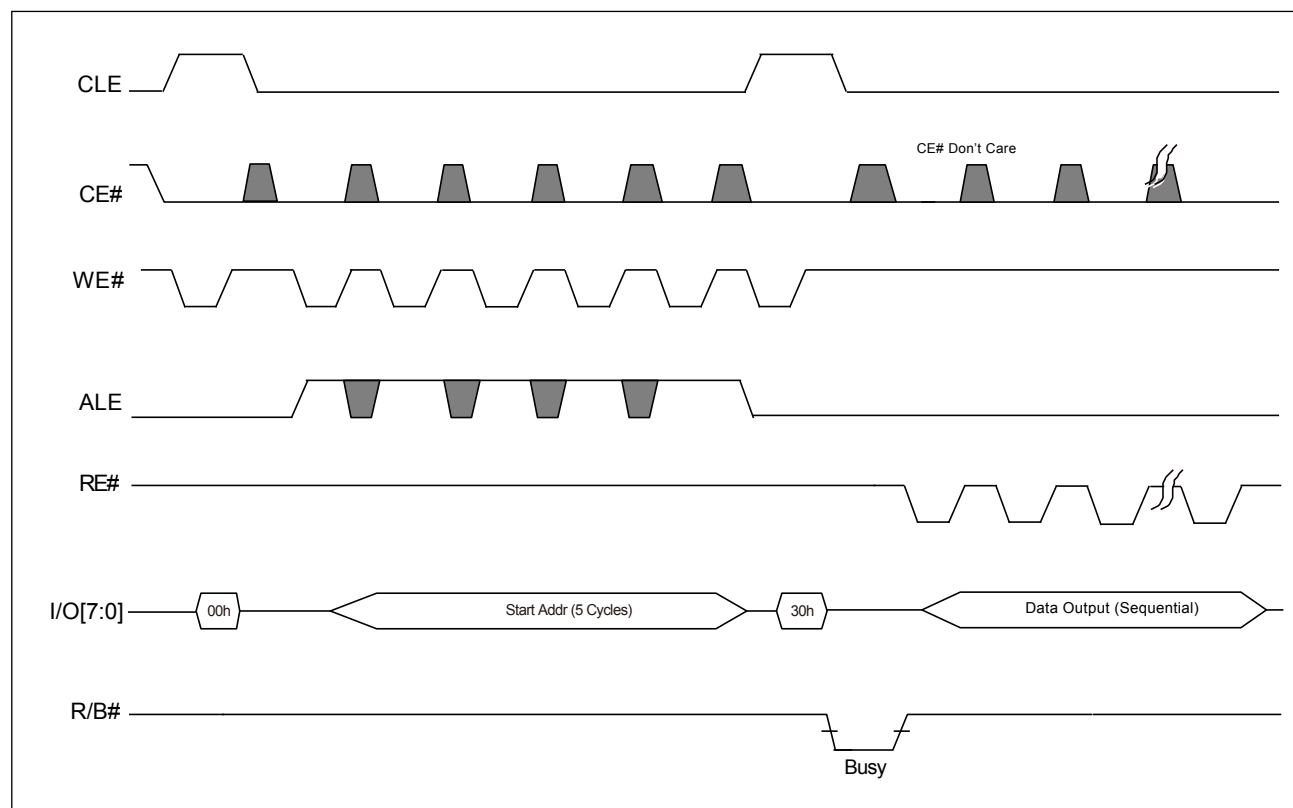 CLE
CE# Don't Care
CE#
WE#
ALE
RE#
I/O[7:0]
00h
Start Addr (5 Cycles)
30h
Data Output (Sequential)
R/B#
Busy